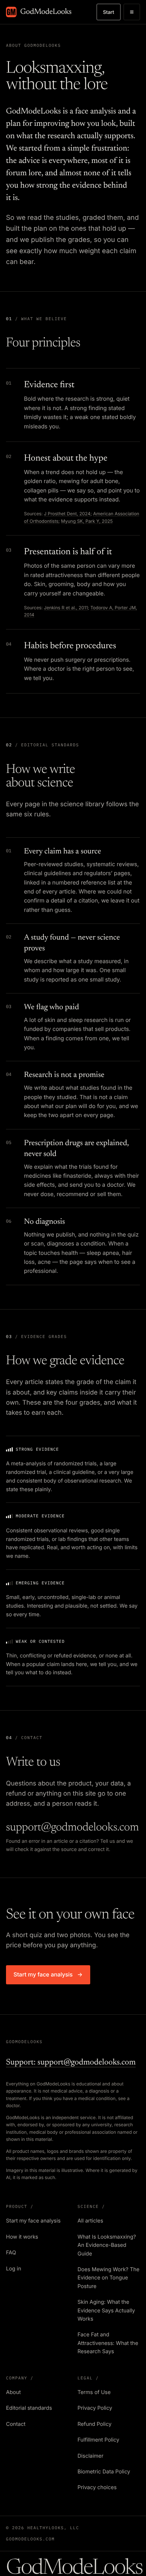 GM GodModeLooks
Start
ABOUT GODMODELOOKS
Looksmaxxing,
without the lore
GodModeLooks is a face analysis and a
plan for improving how you look, built
on what the research actually supports.
We started from a simple frustration:
the advice is everywhere, most of it is
forum lore, and almost none of it tells
you how strong the evidence behind
it is.
So we read the studies, graded them, and
built the plan on the ones that hold up —
and we publish the grades, so you can
see exactly how much weight each claim
can bear.
01 / WHAT WE BELIEVE
Four principles
01
Evidence first
Bold where the research is strong, quiet
where it is not. A strong finding stated
timidly wastes it; a weak one stated boldly
misleads you.
02
Honest about the hype
When a trend does not hold up — the
golden ratio, mewing for adult bone,
collagen pills — we say so, and point you to
what the evidence supports instead.
Sources: J Prosthet Dent, 2024; American Association
of Orthodontists; Myung SK, Park Y, 2025
03
Presentation is half of it
Photos of the same person can vary more
in rated attractiveness than different people
do. Skin, grooming, body and how you
carry yourself are changeable.
Sources: Jenkins R et al., 2011; Todorov A, Porter JM,
2014
04
Habits before procedures
We never push surgery or prescriptions.
Where a doctor is the right person to see,
we tell you.
02 / EDITORIAL STANDARDS
How we write
about science
Every page in the science library follows the
same six rules.
01
Every claim has a source
Peer-reviewed studies, systematic reviews,
clinical guidelines and regulators' pages,
linked in a numbered reference list at the
end of every article. Where we could not
confirm a detail of a citation, we leave it out
rather than guess.
02
A study found — never science
proves
We describe what a study measured, in
whom and how large it was. One small
study is reported as one small study.
03
We flag who paid
A lot of skin and sleep research is run or
funded by companies that sell products.
When a finding comes from one, we tell
you.
04
Research is not a promise
We write about what studies found in the
people they studied. That is not a claim
about what our plan will do for you, and we
keep the two apart on every page.
05
Prescription drugs are explained,
never sold
We explain what the trials found for
medicines like finasteride, always with their
side effects, and send you to a doctor. We
never dose, recommend or sell them.
06
No diagnosis
Nothing we publish, and nothing in the quiz
or scan, diagnoses a condition. When a
topic touches health — sleep apnea, hair
loss, acne — the page says when to see a
professional.
03 / EVIDENCE GRADES
How we grade evidence
Every article states the grade of the claim it
is about, and key claims inside it carry their
own. These are the four grades, and what it
takes to earn each.
STRONG EVIDENCE
A meta-analysis of randomized trials, a large
randomized trial, a clinical guideline, or a very large
and consistent body of observational research. We
state these plainly.
MODERATE EVIDENCE
Consistent observational reviews, good single
randomized trials, or lab findings that other teams
have replicated. Real, and worth acting on, with limits
we name.
EMERGING EVIDENCE
Small, early, uncontrolled, single-lab or animal
studies. Interesting and plausible, not settled. We say
so every time.
WEAK OR CONTESTED
Thin, conflicting or refuted evidence, or none at all.
When a popular claim lands here, we tell you, and we
tell you what to do instead.
04 / CONTACT
Write to us
Questions about the product, your data, a
refund or anything on this site go to one
address, and a person reads it.
support@godmodelooks.com
Found an error in an article or a citation? Tell us and we
will check it against the source and correct it.
See it on your own face
A short quiz and two photos. You see the
price before you pay anything.
Start my face analysis →
GODMODELOOKS
Support: support@godmodelooks.com
Everything on GodModeLooks is educational and about
appearance. It is not medical advice, a diagnosis or a
treatment. If you think you have a medical condition, see a
doctor.
GodModeLooks is an independent service. It is not affiliated
with, endorsed by, or sponsored by any university, research
institution, medical body or professional association named or
shown in this material.
All product names, logos and brands shown are property of
their respective owners and are used for identification only.
Imagery in this material is illustrative. Where it is generated by
AI, it is marked as such.
PRODUCT /
Start my face analysis
How it works
FAQ
Log in
SCIENCE /
All articles
What Is Looksmaxxing?
An Evidence-Based
Guide
Does Mewing Work? The
Evidence on Tongue
Posture
Skin Aging: What the
Evidence Says Actually
Works
Face Fat and
Attractiveness: What the
Research Says
COMPANY /
About
Editorial standards
Contact
LEGAL /
Terms of Use
Privacy Policy
Refund Policy
Fulfillment Policy
Disclaimer
Biometric Data Policy
Privacy choices
© 2026 HEALTHYLOOKS, LLC
GODMODELOOKS.COM
GodModeLooks